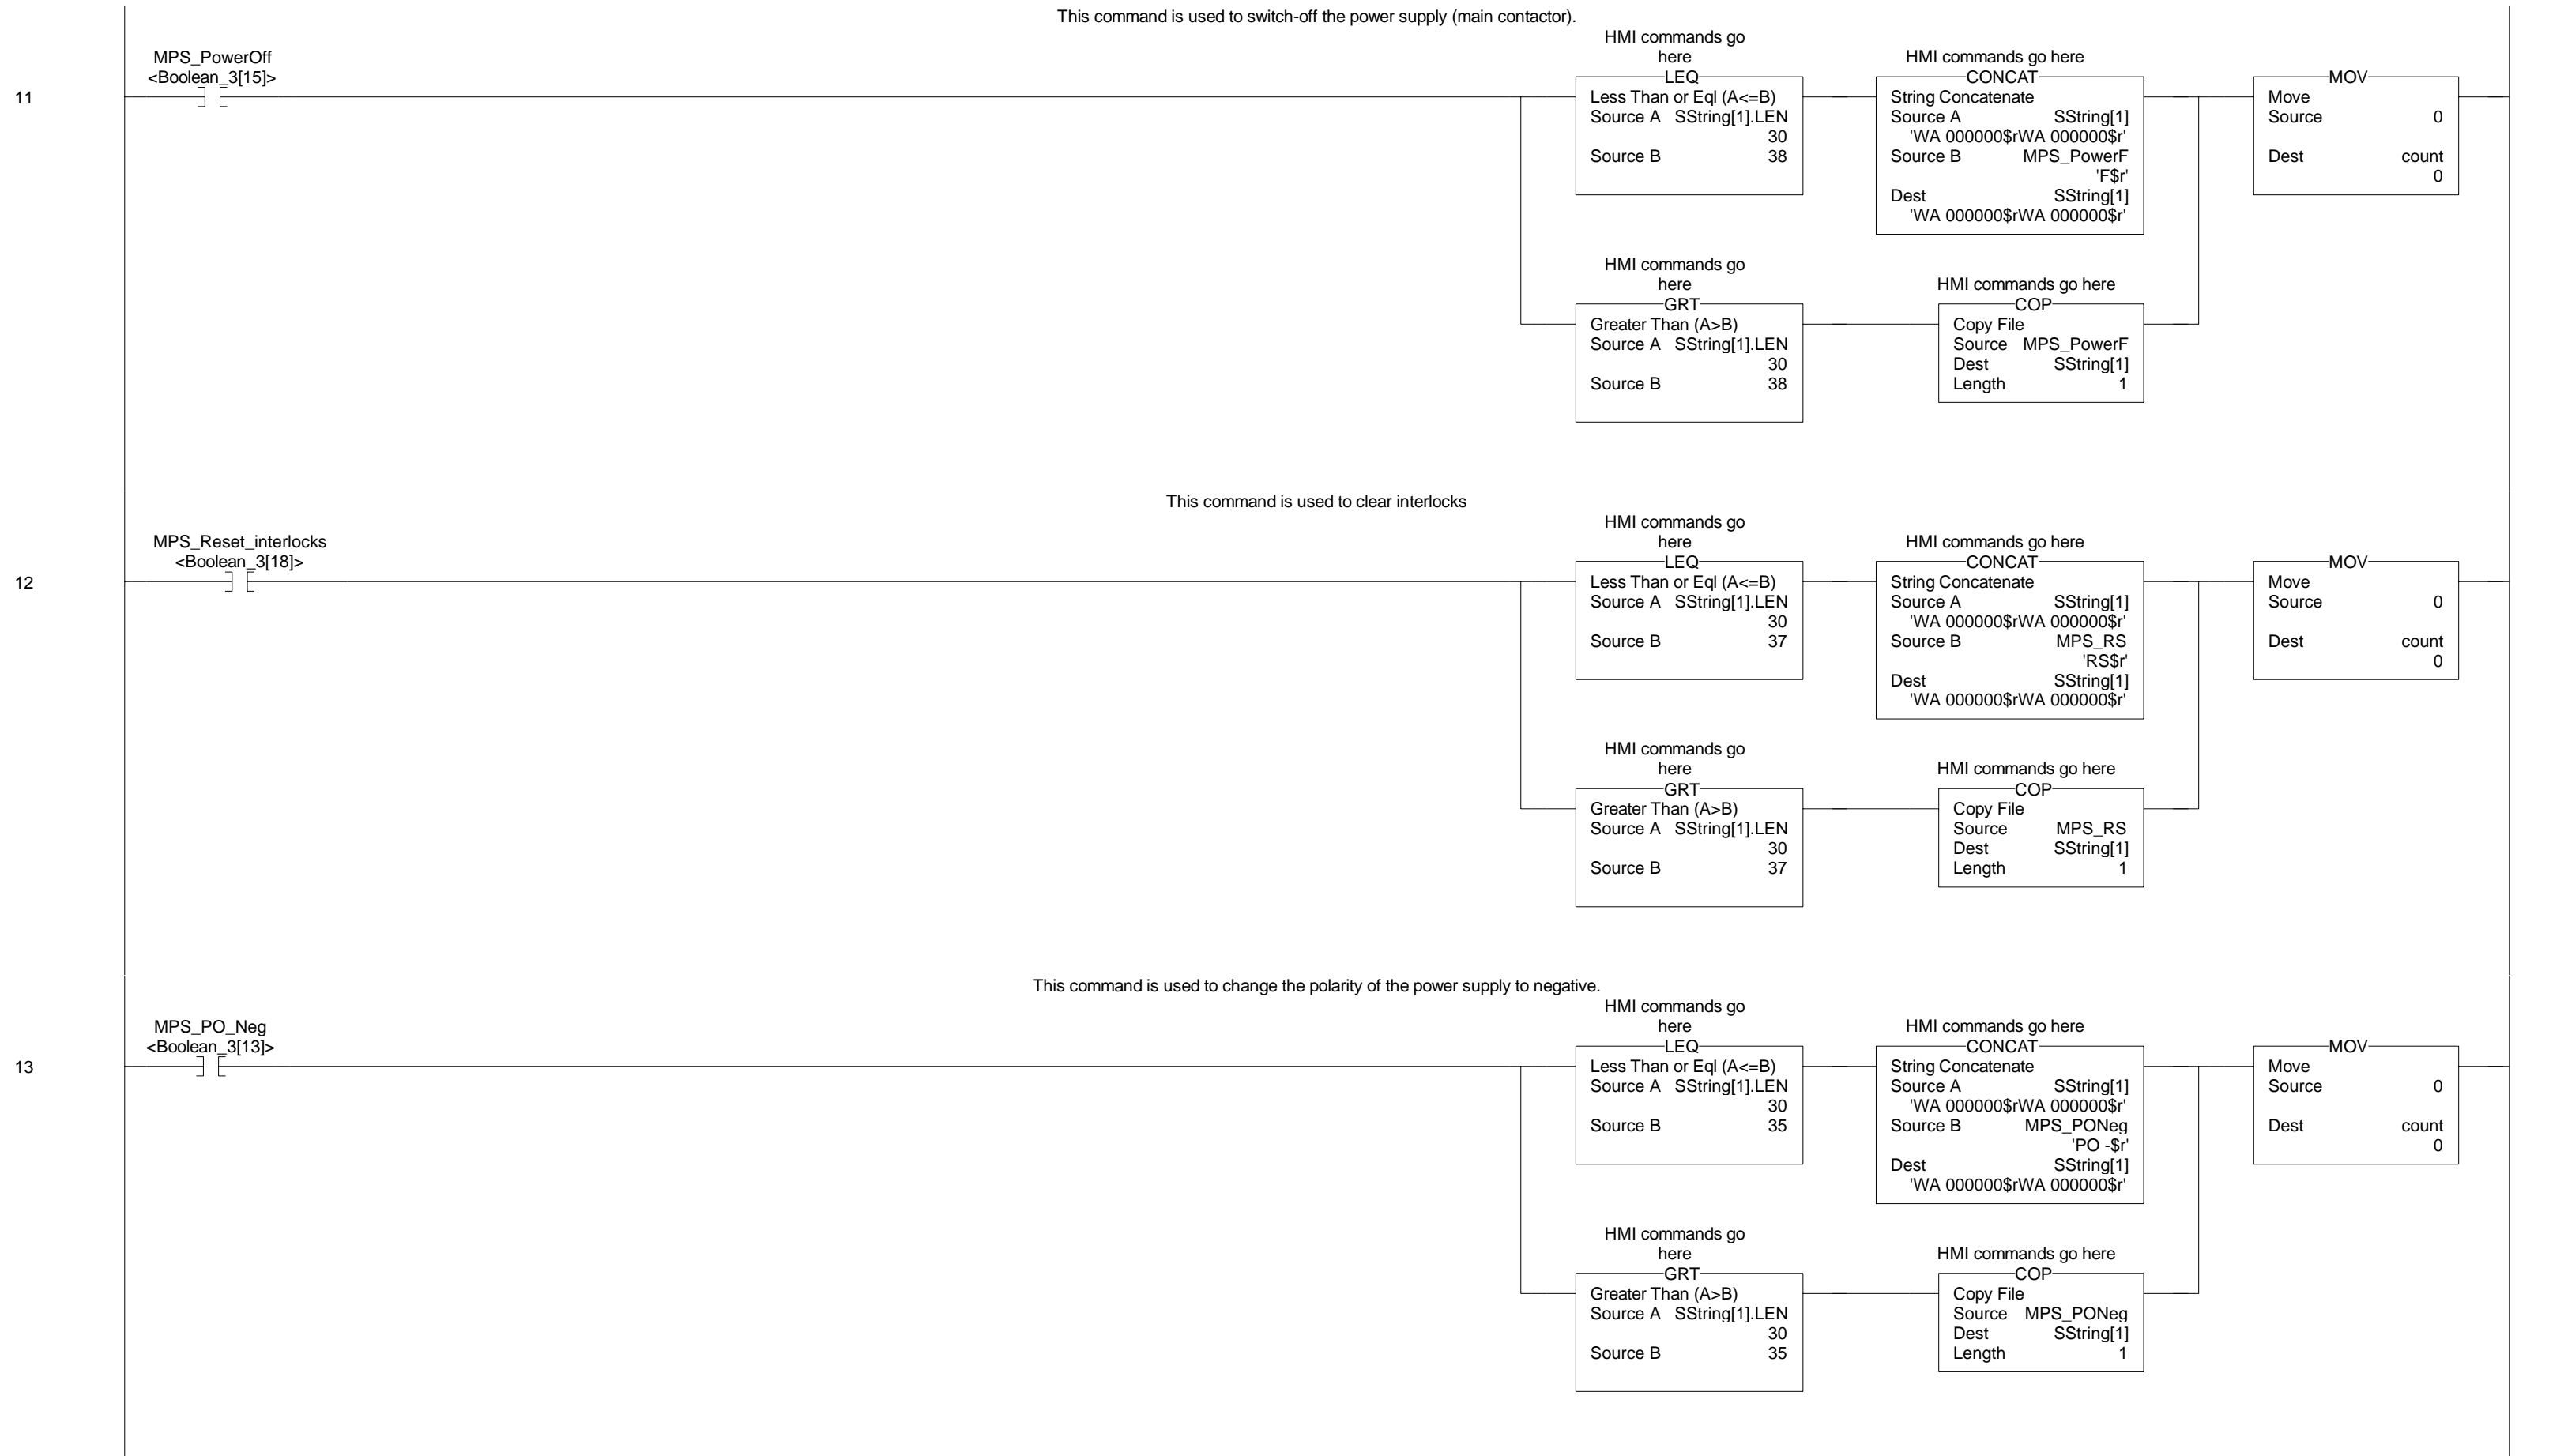 This command is used to switch-off the power supply (main contactor).
MPS_PowerOff
<Boolean_3[15]>
11
HMI commands go
here
LEQ
Less Than or Eql (A<=B)
Source A SString[1].LEN
30
Source B 38
HMI commands go here
CONCAT
String Concatenate
Source A SString[1]
'WA 000000$rWA 000000$r'
Source B MPS_PowerF
'F$r'
Dest SString[1]
'WA 000000$rWA 000000$r'
MOV
Move
Source 0
Dest count
0
HMI commands go
here
GRT
Greater Than (A>B)
Source A SString[1].LEN
30
Source B 38
HMI commands go here
COP
Copy File
Source MPS_PowerF
Dest SString[1]
Length 1
This command is used to clear interlocks
MPS_Reset_interlocks
<Boolean_3[18]>
12
HMI commands go
here
LEQ
Less Than or Eql (A<=B)
Source A SString[1].LEN
30
Source B 37
HMI commands go here
CONCAT
String Concatenate
Source A SString[1]
'WA 000000$rWA 000000$r'
Source B MPS_RS
'RS$r'
Dest SString[1]
'WA 000000$rWA 000000$r'
MOV
Move
Source 0
Dest count
0
HMI commands go
here
GRT
Greater Than (A>B)
Source A SString[1].LEN
30
Source B 37
HMI commands go here
COP
Copy File
Source MPS_RS
Dest SString[1]
Length 1
This command is used to change the polarity of the power supply to negative.
MPS_PO_Neg
<Boolean_3[13]>
13
HMI commands go
here
LEQ
Less Than or Eql (A<=B)
Source A SString[1].LEN
30
Source B 35
HMI commands go here
CONCAT
String Concatenate
Source A SString[1]
'WA 000000$rWA 000000$r'
Source B MPS_PONeg
'PO -$r'
Dest SString[1]
'WA 000000$rWA 000000$r'
MOV
Move
Source 0
Dest count
0
HMI commands go
here
GRT
Greater Than (A>B)
Source A SString[1].LEN
30
Source B 35
HMI commands go here
COP
Copy File
Source MPS_PONeg
Dest SString[1]
Length 1